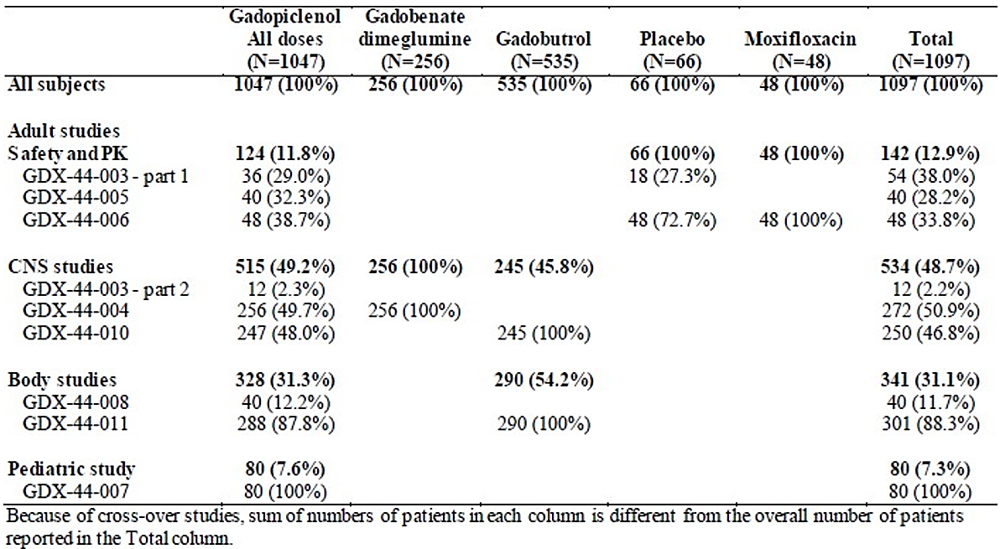 Gadopiclenol Gadobenate
All doses dimeglumine Gadobutrol Placebo Moxifloxacin Total
(N=1047) (N=256) (N=535) (N=66) (N=48) (N=1097)
All subjects 1047 (100%) 256 (100%) 535 (100%) 66 (100%) 48 (100%) 1097 (100%)
Adult studies
Safety and PK 124 (11.8%) 66 (100%) 48 (100%) 142 (12.9%)
GDX-44-003 - part 1 36 (29.0%) 18 (27.3%) 54 (38.0%)
GDX-44-005 40 (32.3%) 40 (28.2%)
GDX-44-006 48 (38.7%) 48 (72.7%) 48 (100%) 48 (33.8%)
CNS studies 515 (49.2%) 256 (100%) 245 (45.8%) 534 (48.7%)
GDX-44-003 - part 2 12 (2.3%) 12 (2.2%)
GDX-44-004 256 (49.7%) 256 (100%) 272 (50.9%)
GDX-44-010 247 (48.0%) 245 (100%) 250 (46.8%)
Body studies 328 (31.3%) 290 (54.2%) 341 (31.1%)
GDX-44-008 40 (12.2%) 40 (11.7%)
GDX-44-011 288 (87.8%) 290 (100%) 301 (88.3%)
Pediatric study 80 (7.6%) 80 (7.3%)
GDX-44-007 80 (100%) 80 (100%)
Because of cross-over studies, sum of numbers of patients in each column is different from the overall number of patients
reported in the Total column.